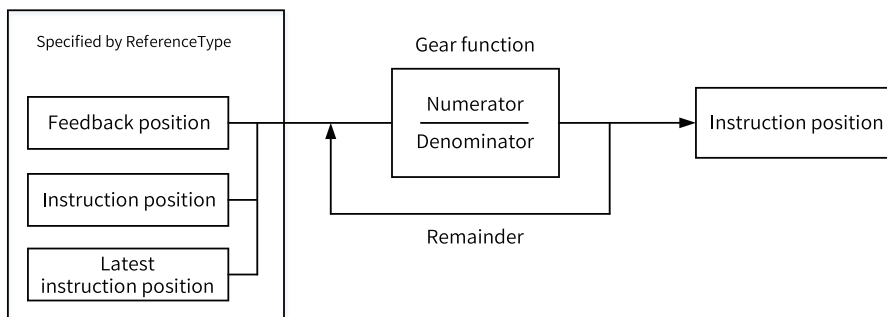 Specified by ReferenceType
Feedback position
Instruction position
Latest
instruction position
Gear function
Numerator
Denominator
Remainder
Instruction position